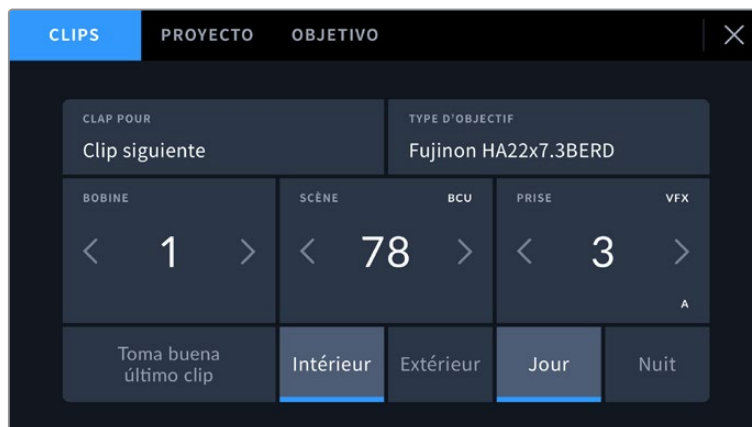 CLIPS PROYECTO OBJETIVO
CLAP POUR TYPE D'OBJECTIF
Clip siguiente Fujinon HA22x7.3BERD
BOBINE SCÈNE BCU PRISE VFX
1 78 3
A
Toma buena
último clip
Intérieur Extérieur Jour Nuit